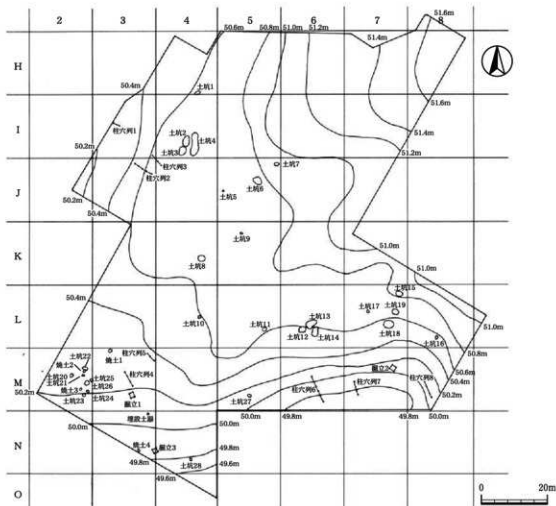 2 3 4 5 6 7 8
H
I
J
K
L
M
N
O
50.6m 50.8m 51.0m 51.2m
51.4m
51.6m
50.4m
土坑1
51.6m
柱穴列1
土坑2
土坑4
土坑3
51.4m
50.2m
柱穴列3
51.2m
土坑7
柱穴列2
土坑6
50.2m
土坑5
50.4m
土坑9
51.0m
土坑8
51.0m
土坑15
50.4m
土坑10
土坑11
土坑13
土坑17
土坑19
51.0m
土坑12
土坑14
土坑18
土坑16
50.8m
土坑22
焼土2
焼土1
柱穴列5
50.6m
土坑20
土坑25
柱穴列4
掘立2
50.4m
土坑21
土坑26
焼土3
柱穴列6
柱穴列7
柱穴列8
50.2m
50.2m
土坑23
土坑24
掘立1
土坑27
50.0m
50.0m
49.8m
49.8m
50.0m
埋設土器
50.0m
焼土4
掘立3
49.8m
49.8m
土坑28
49.6m
49.6m
0 20m